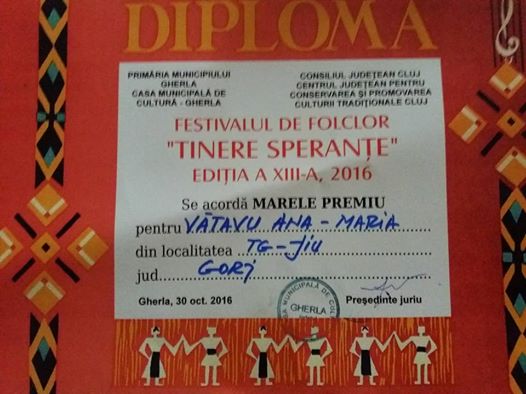 DIPLOMA
PRIMĂRIA MUNICIPIULUI
GHERLA
CASA MUNICIPALĂ DE
CULTURĂ - GHERLA
CONSILIUL JUDEȚEAN CLUJ
CENTRUL JUDEȚEAN PENTRU
CONSERVAREA ȘI PROMOVAREA
CULTURII TRADIȚIONALE CLUJ
FESTIVALUL DE FOLCLOR
"TINERE SPERANȚE"
EDIȚIA A XIII-A, 2016
Se acordă MARELE PREMIU
pentru VĂTAVU ANA-MARIA
din localitatea TG-JIU
jud. GORJ
Gherla, 30 oct. 2016
Președinte juriu
GHERLA